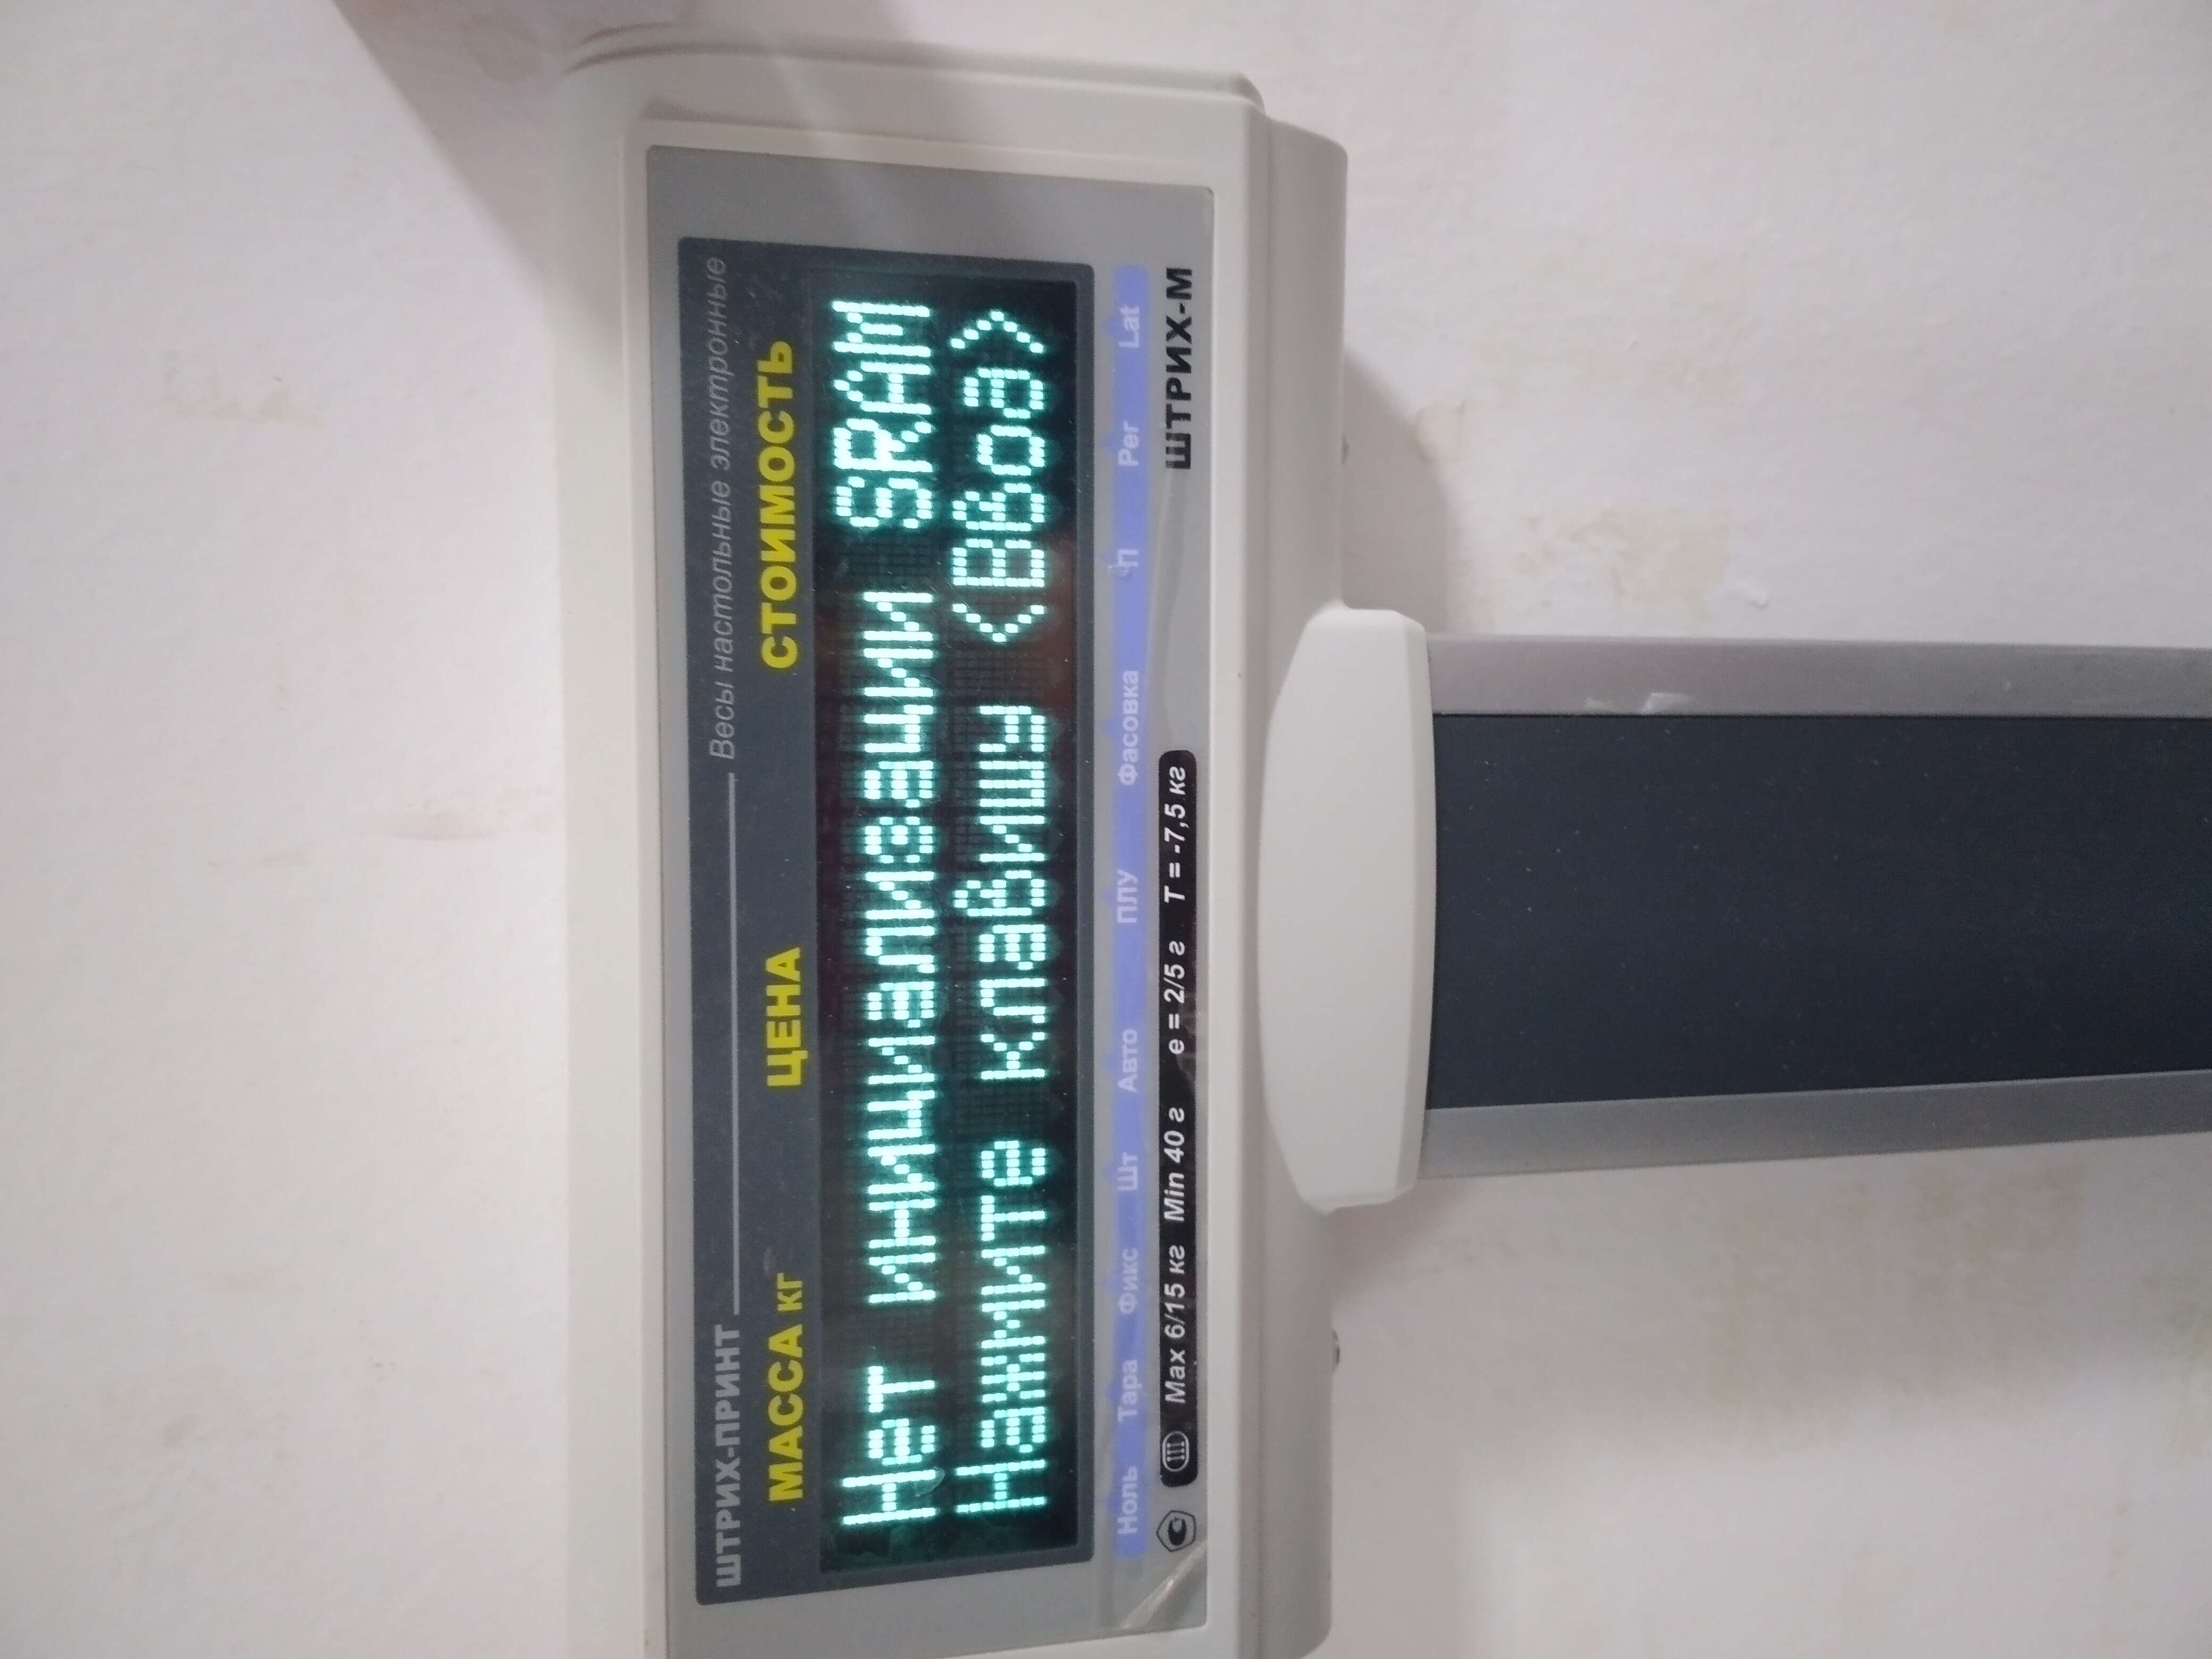 ШТРИХ-ПРИНТ Весы настольные электронные
МАССА кг ЦЕНА СТОИМОСТЬ
Нет инициализации SRAM
Нажмите клавишу <Ввод>
Ноль Тара Фикс Шт Авто ПЛУ Фасовка ЧП Рег Lat
Max 6/15 кг Min 40 г e = 2/5 г T = -7,5 кг
ШТРИХ-М